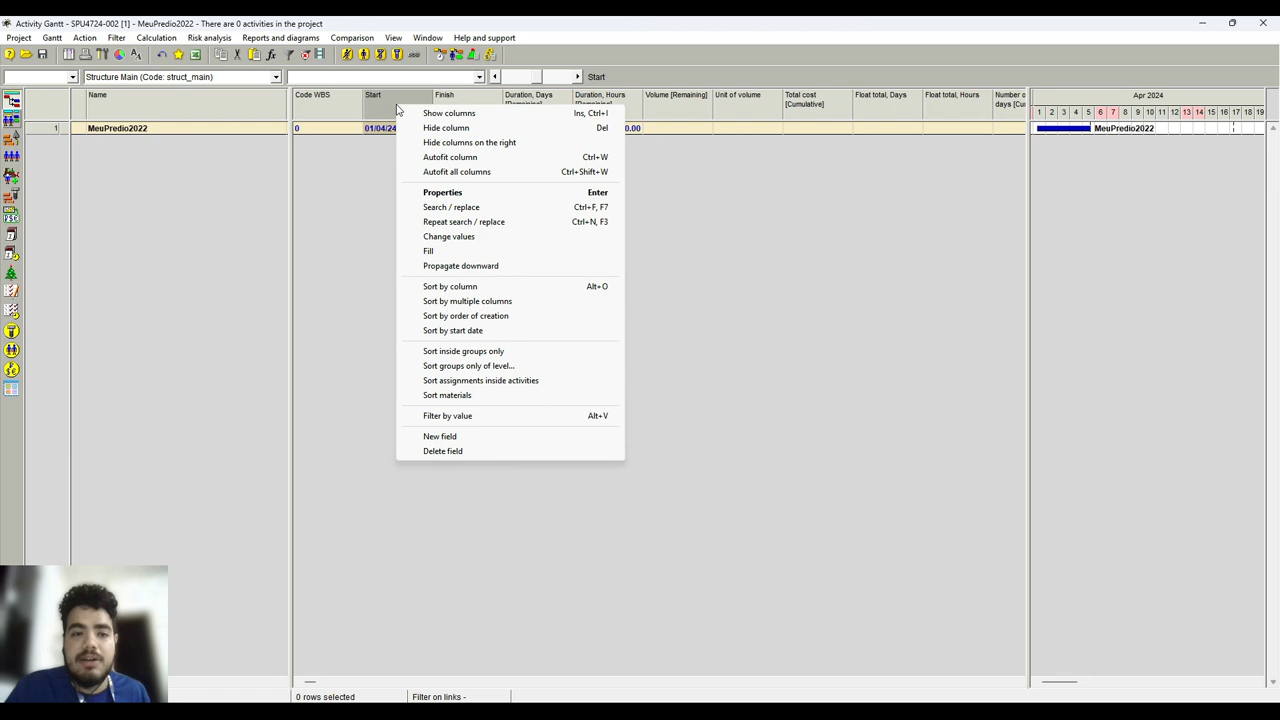 Activity Gantt - SPU4724-002 [1] - MeuPredio2022 - There are 0 activities in the project
Project Gantt Action Filter Calculation Risk analysis Reports and diagrams Comparison View Window Help and support
Structure Main (Code: struct_main) Start
Name Code WBS Start Finish Duration, Days Duration, Hours Volume [Remaining] Unit of volume Total cost Float total, Days Float total, Hours Number o Apr 2024
[Cumulative] days [Cu 1 2 3 4 5 6 7 8 9 10 11 12 13 14 15 16 17 18 19
1 MeuPredio2022 0 01/04/24 0.00 MeuPredio2022
Show columns Ins, Ctrl+I
Hide column Del
Hide columns on the right
Autofit column Ctrl+W
Autofit all columns Ctrl+Shift+W
Properties Enter
Search / replace Ctrl+F, F7
Repeat search / replace Ctrl+N, F3
Change values
Fill
Propagate downward
Sort by column Alt+O
Sort by multiple columns
Sort by order of creation
Sort by start date
Sort inside groups only
Sort groups only of level...
Sort assignments inside activities
Sort materials
Filter by value Alt+V
New field
Delete field
0 rows selected Filter on links -